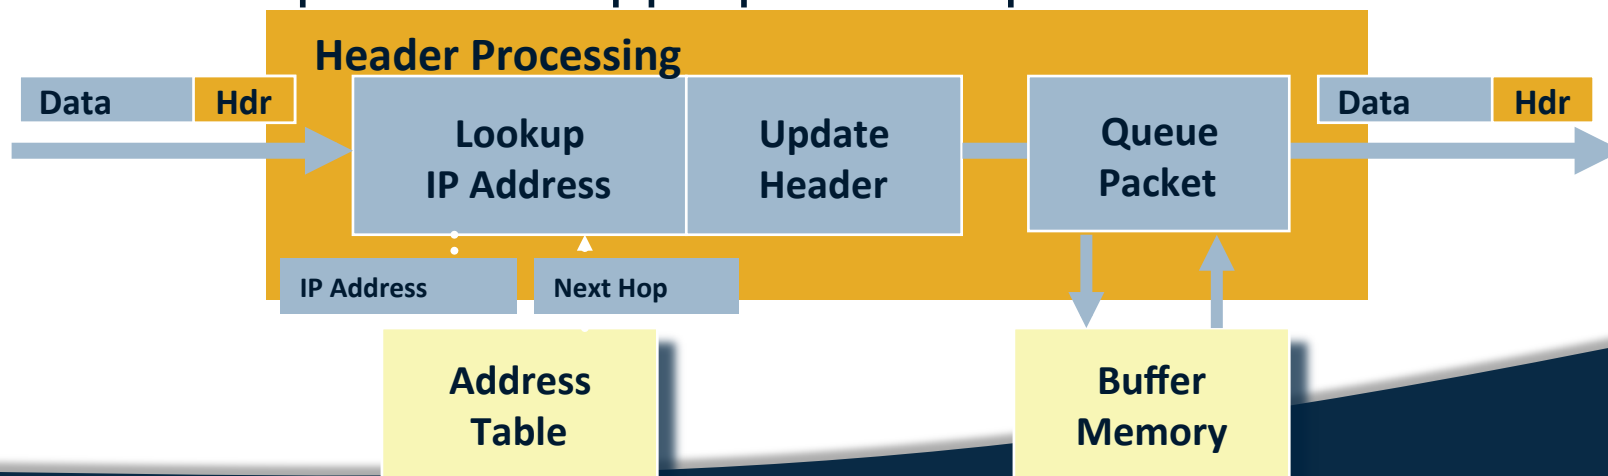 Header Processing
Data Hdr
Lookup
IP Address
Update
Header
Queue
Packet
Data Hdr
IP Address
Next Hop
Address
Table
Buffer
Memory